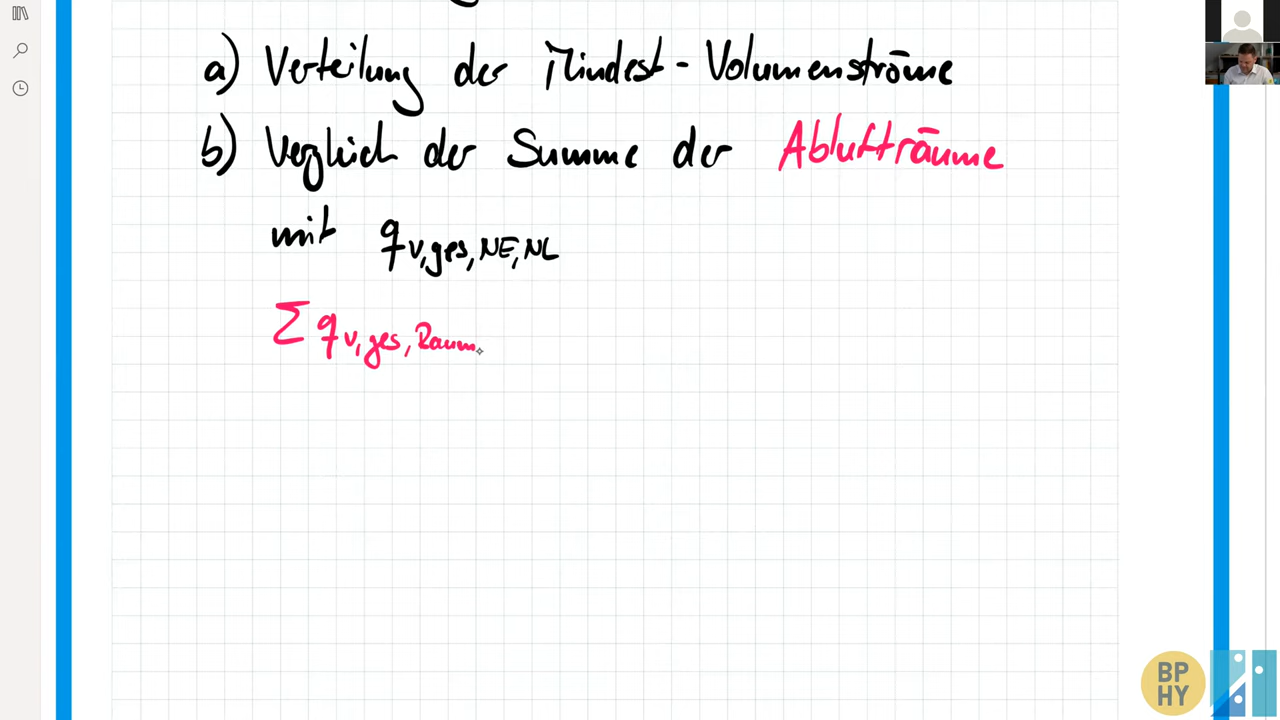 a) Verteilung der Mindest-Volumenströme
b) Vergleich der Summe der Ablufträume
mit qv,ges,NE,NL
Σ qv,ges,Raum
BP
HY